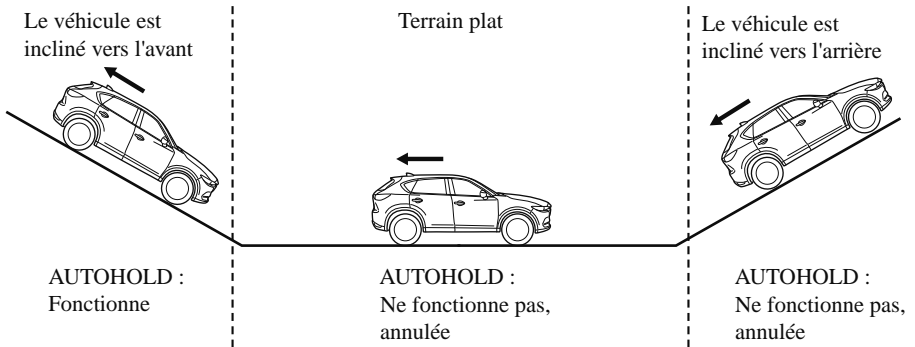 Le véhicule est
incliné vers l'avant
Terrain plat
Le véhicule est
incliné vers l'arrière
AUTOHOLD :
Fonctionne
AUTOHOLD :
Ne fonctionne pas,
annulée
AUTOHOLD :
Ne fonctionne pas,
annulée